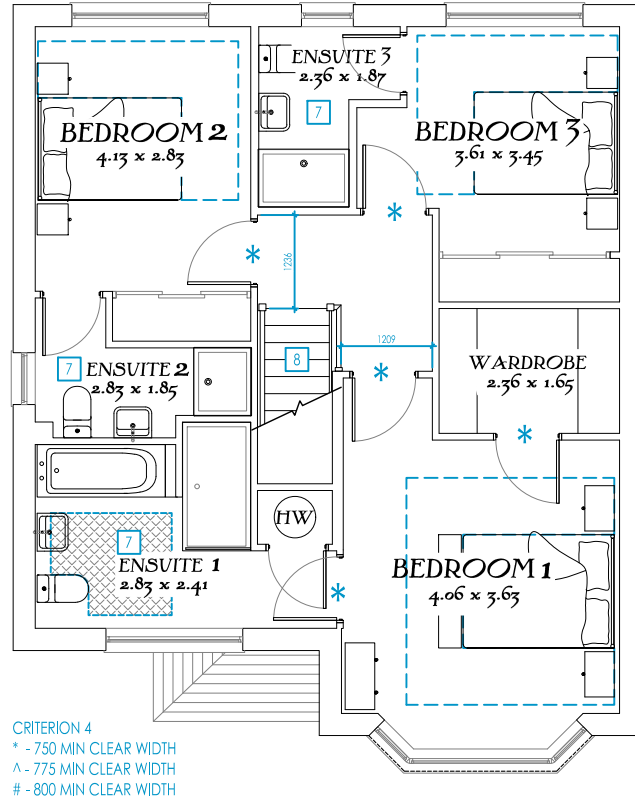 ENSUITE 3
2.36 x 1.87
7
BEDROOM 2
4.13 x 2.83
BEDROOM 3
3.61 x 3.45
*
*
1236
1209
8
7
ENSUITE 2
2.83 x 1.85
*
WARDROBE
2.36 x 1.65
*
HW
7
ENSUITE 1
2.83 x 2.41
BEDROOM 1
4.06 x 3.63
*
CRITERION 4
* - 750 MIN CLEAR WIDTH
^ - 775 MIN CLEAR WIDTH
# - 800 MIN CLEAR WIDTH